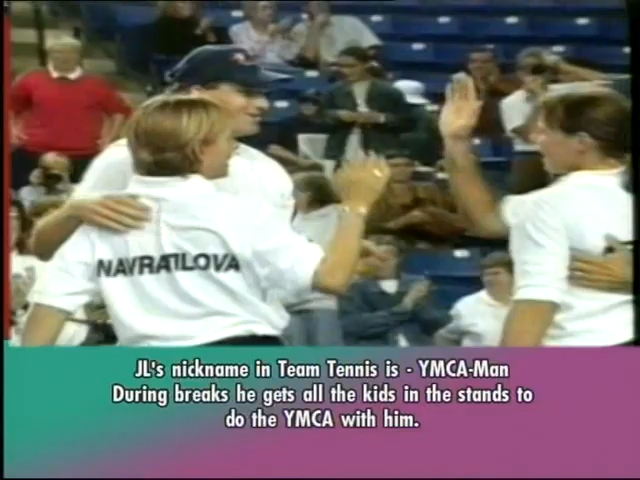 NAVRATILOVA
JL's nickname in Team Tennis is - YMCA-Man
During breaks he gets all the kids in the stands to
do the YMCA with him.